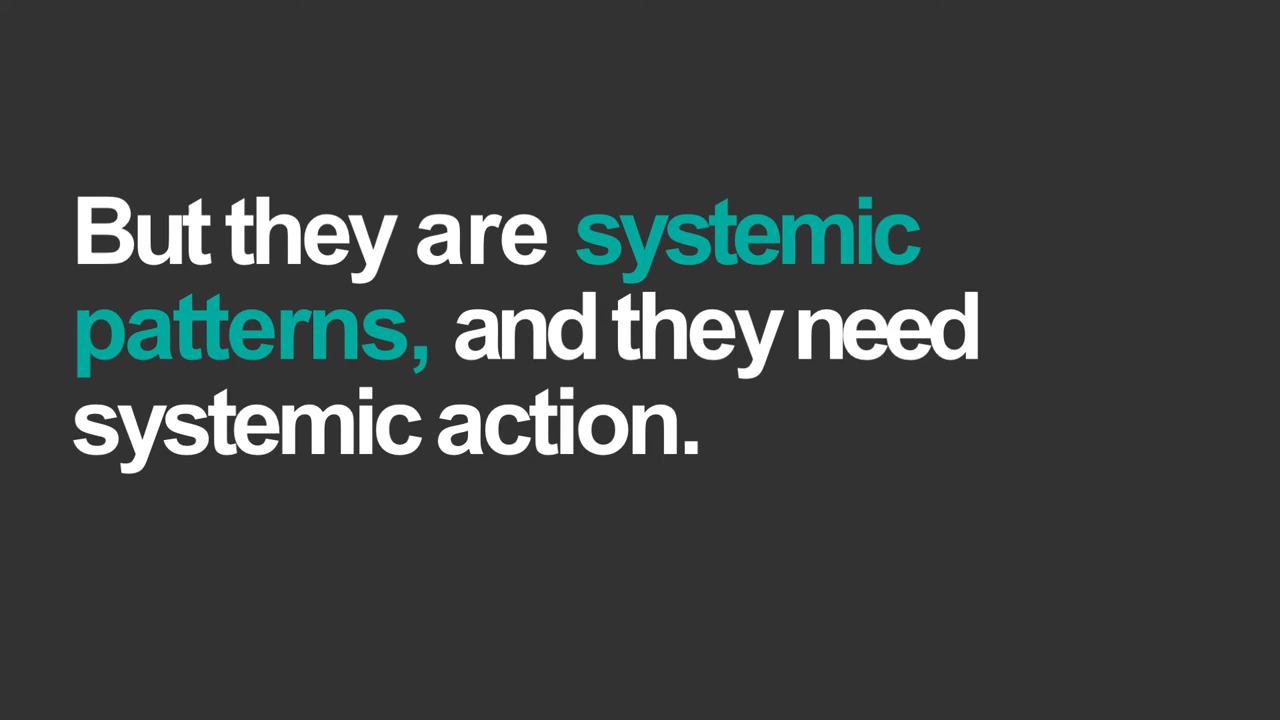 But they are systemic
patterns, and they need
systemic action.